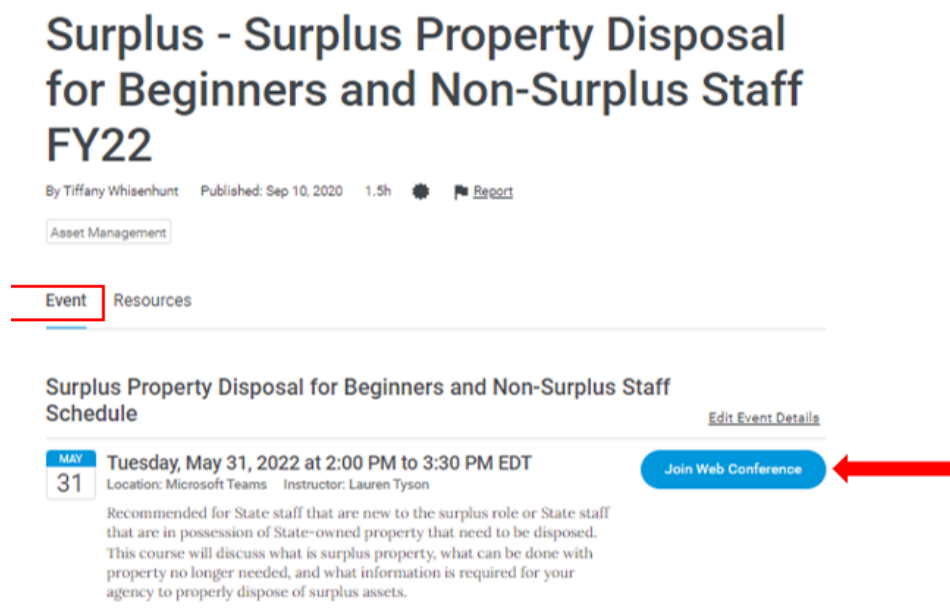 Surplus - Surplus Property Disposal
for Beginners and Non-Surplus Staff
FY22
By Tiffany Whisenhunt Published: Sep 10, 2020 1.5h Report
Asset Management
Event Resources
Surplus Property Disposal for Beginners and Non-Surplus Staff
Schedule
Edit Event Details
MAY
31
Tuesday, May 31, 2022 at 2:00 PM to 3:30 PM EDT
Location: Microsoft Teams Instructor: Lauren Tyson
Join Web Conference
Recommended for State staff that are new to the surplus role or State staff
that are in possession of State-owned property that need to be disposed.
This course will discuss what is surplus property, what can be done with
property no longer needed, and what information is required for your
agency to properly dispose of surplus assets.